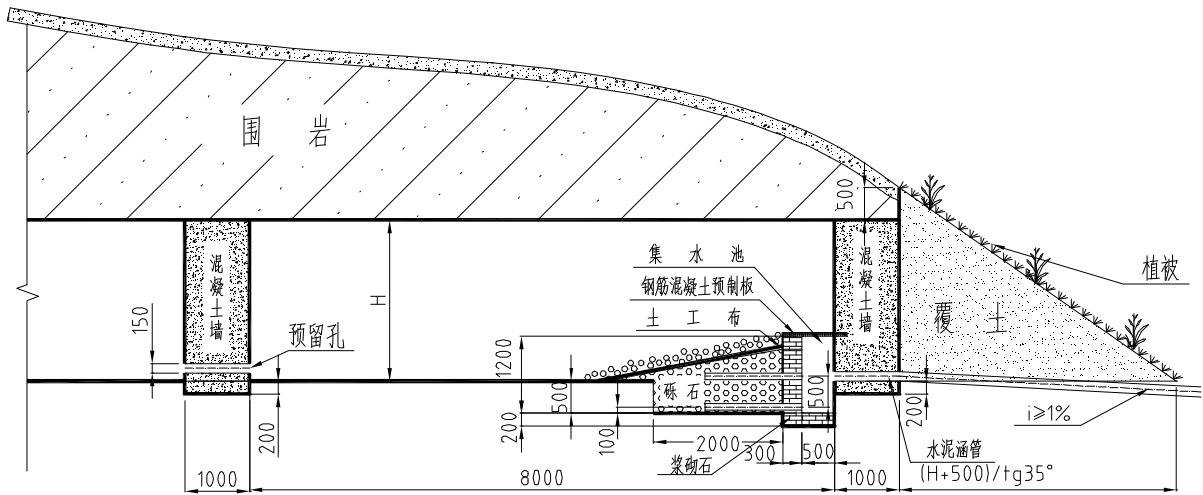 围 岩
500
混凝土墙
150
预留孔
H
集 水 池
钢筋混凝土预制板
土 工 布
混凝土墙
覆 土
植被
1200
500
200
100
砾 石
500
200
200
2000
300
500
浆砌石
i≥1%
水泥涵管
(H+500)/tg35°
1000
8000
1000